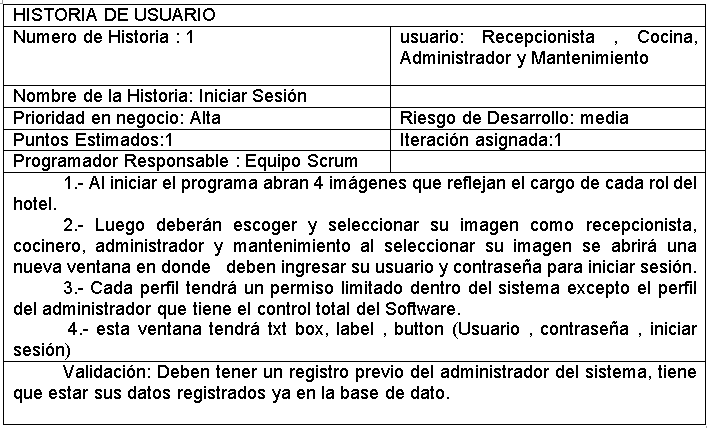 HISTORIA DE USUARIO
Numero de Historia : 1
usuario: Recepcionista , Cocina,
Administrador y Mantenimiento
Nombre de la Historia: Iniciar Sesión
Prioridad en negocio: Alta
Riesgo de Desarrollo: media
Puntos Estimados:1
Iteración asignada:1
Programador Responsable : Equipo Scrum
1.- Al iniciar el programa abran 4 imágenes que reflejan el cargo de cada rol del
hotel.
2.- Luego deberán escoger y seleccionar su imagen como recepcionista,
cocinero, administrador y mantenimiento al seleccionar su imagen se abrirá una
nueva ventana en donde deben ingresar su usuario y contraseña para iniciar sesión.
3.- Cada perfil tendrá un permiso limitado dentro del sistema excepto el perfil
del administrador que tiene el control total del Software.
4.- esta ventana tendrá txt box, label , button (Usuario , contraseña , iniciar
sesión)
Validación: Deben tener un registro previo del administrador del sistema, tiene
que estar sus datos registrados ya en la base de dato.